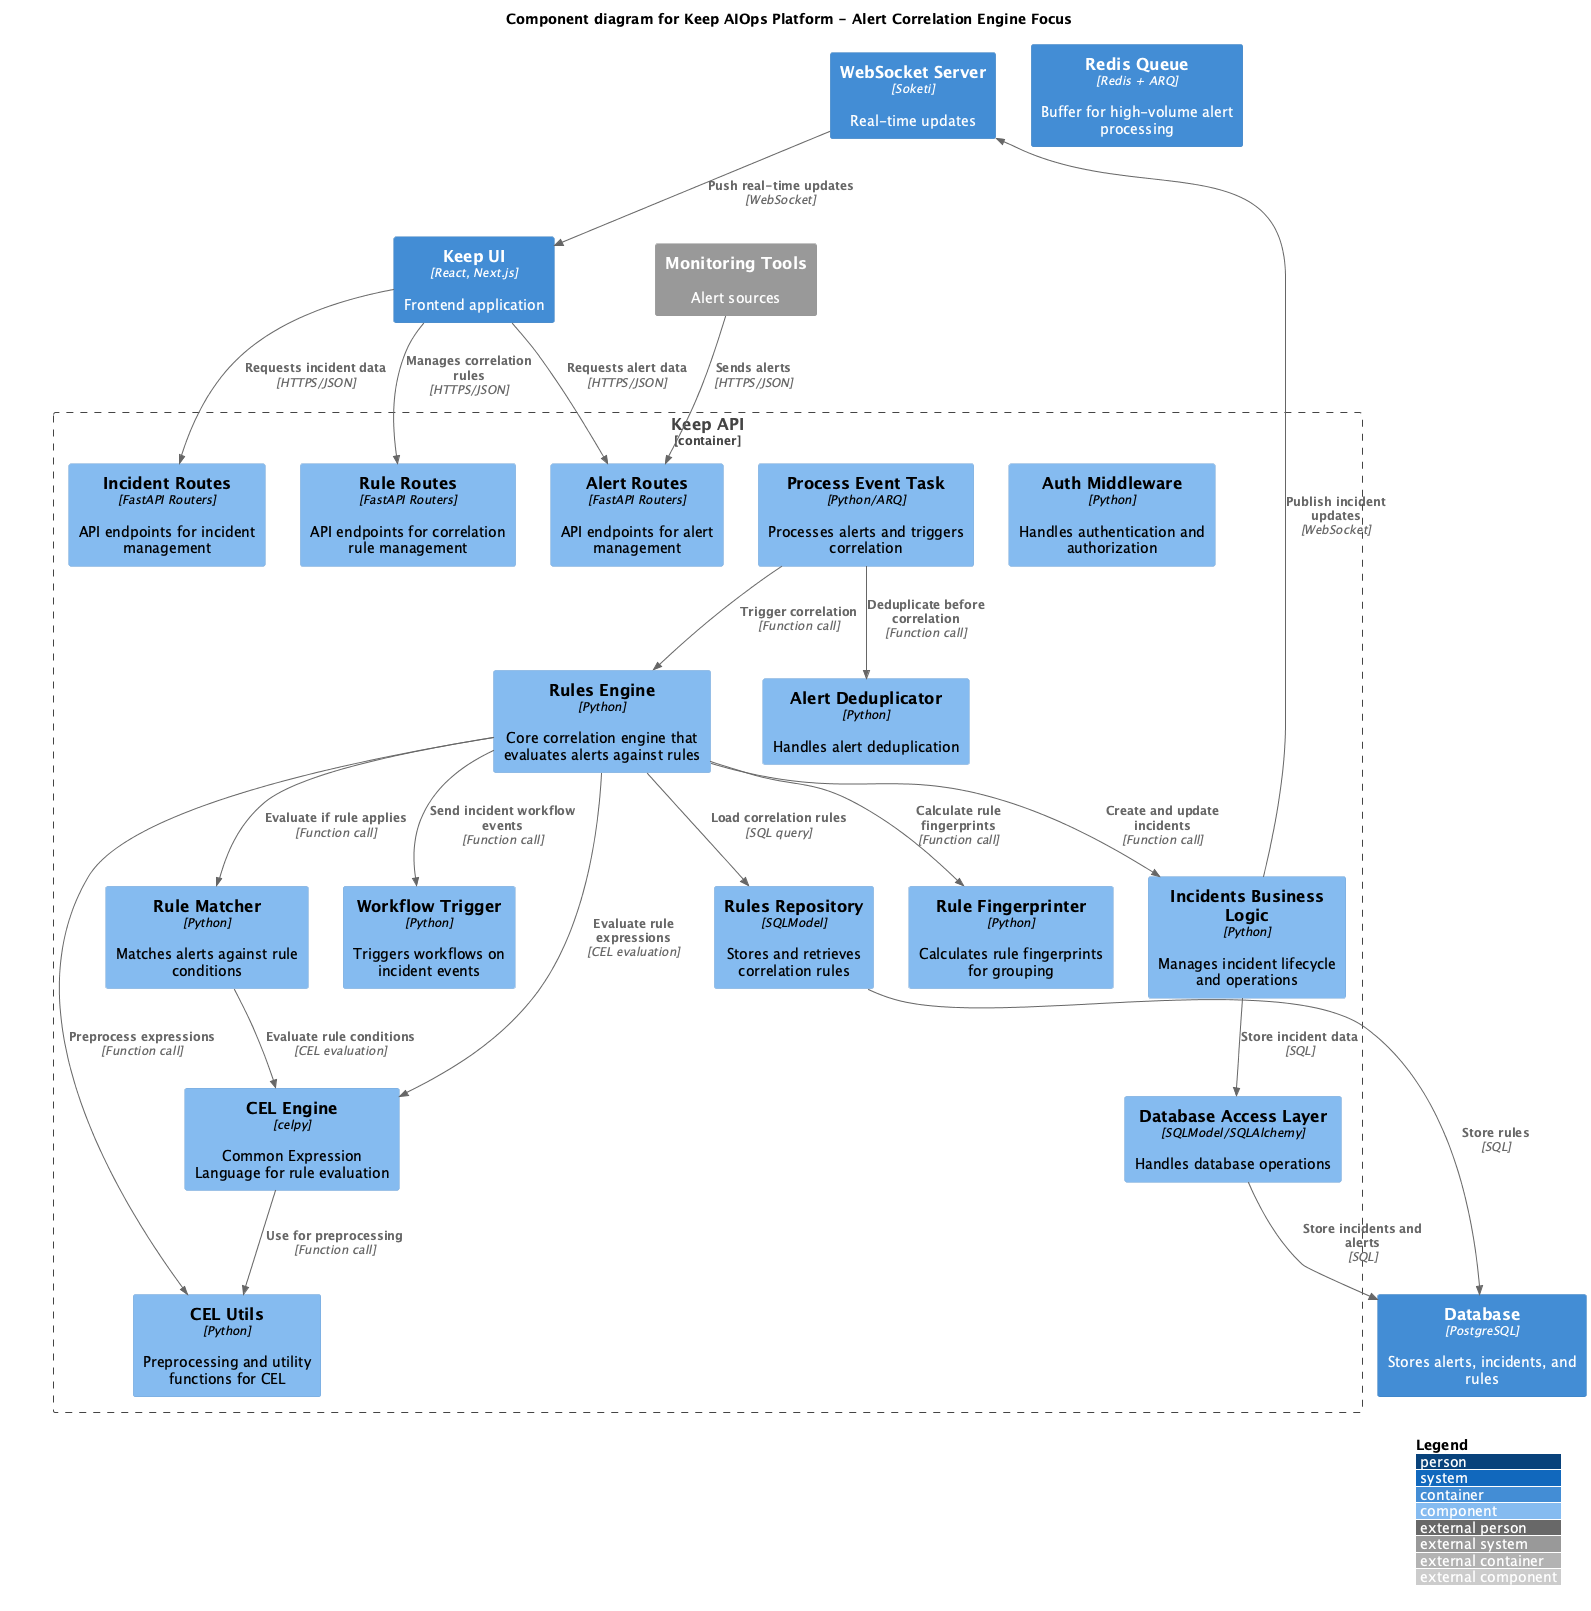 Component diagram for Keep AIOps Platform - Alert Correlation Engine Focus
WebSocket Server
[Soketi]
Real-time updates
Redis Queue
[Redis + ARQ]
Buffer for high-volume alert
processing
Push real-time updates
[WebSocket]
Keep UI
[React, Next.js]
Frontend application
Monitoring Tools
Alert sources
Requests incident data
[HTTPS/JSON]
Manages correlation
rules
[HTTPS/JSON]
Requests alert data
[HTTPS/JSON]
Sends alerts
[HTTPS/JSON]
Keep API
[container]
Incident Routes
[FastAPI Routers]
API endpoints for incident
management
Rule Routes
[FastAPI Routers]
API endpoints for correlation
rule management
Alert Routes
[FastAPI Routers]
API endpoints for alert
management
Process Event Task
[Python/ARQ]
Processes alerts and triggers
correlation
Auth Middleware
[Python]
Handles authentication and
authorization
Publish incident
updates
[WebSocket]
Trigger correlation
[Function call]
Deduplicate before
correlation
[Function call]
Rules Engine
[Python]
Core correlation engine that
evaluates alerts against rules
Alert Deduplicator
[Python]
Handles alert deduplication
Evaluate if rule applies
[Function call]
Send incident workflow
events
[Function call]
Load correlation rules
[SQL query]
Calculate rule
fingerprints
[Function call]
Create and update
incidents
[Function call]
Rule Matcher
[Python]
Matches alerts against rule
conditions
Workflow Trigger
[Python]
Triggers workflows on
incident events
Evaluate rule
expressions
[CEL evaluation]
Rules Repository
[SQLModel]
Stores and retrieves
correlation rules
Rule Fingerprinter
[Python]
Calculates rule fingerprints
for grouping
Incidents Business
Logic
[Python]
Manages incident lifecycle
and operations
Preprocess expressions
[Function call]
Evaluate rule conditions
[CEL evaluation]
Store incident data
[SQL]
CEL Engine
[celpy]
Common Expression
Language for rule evaluation
Database Access Layer
[SQLModel/SQLAlchemy]
Handles database operations
Store rules
[SQL]
Use for preprocessing
[Function call]
Store incidents and
alerts
[SQL]
CEL Utils
[Python]
Preprocessing and utility
functions for CEL
Database
[PostgreSQL]
Stores alerts, incidents, and
rules
Legend
person
system
container
component
external person
external system
external container
external component